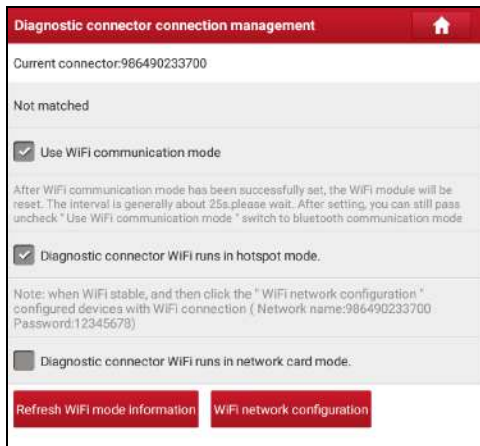 Diagnostic connector connection management
Current connector:986490233700
Not matched
Use WiFi communication mode
After WiFi communication mode has been successfully set, the WiFi module will be
reset. The interval is generally about 25s.please wait. After setting, you can still pass
uncheck " Use WiFi communication mode " switch to bluetooth communication mode
Diagnostic connector WiFi runs in hotspot mode.
Note: when WiFi stable, and then click the " WiFi network configuration "
configured devices with WiFi connection ( Network name:986490233700
Password:12345678)
Diagnostic connector WiFi runs in network card mode.
Refresh WiFi mode information
WiFi network configuration